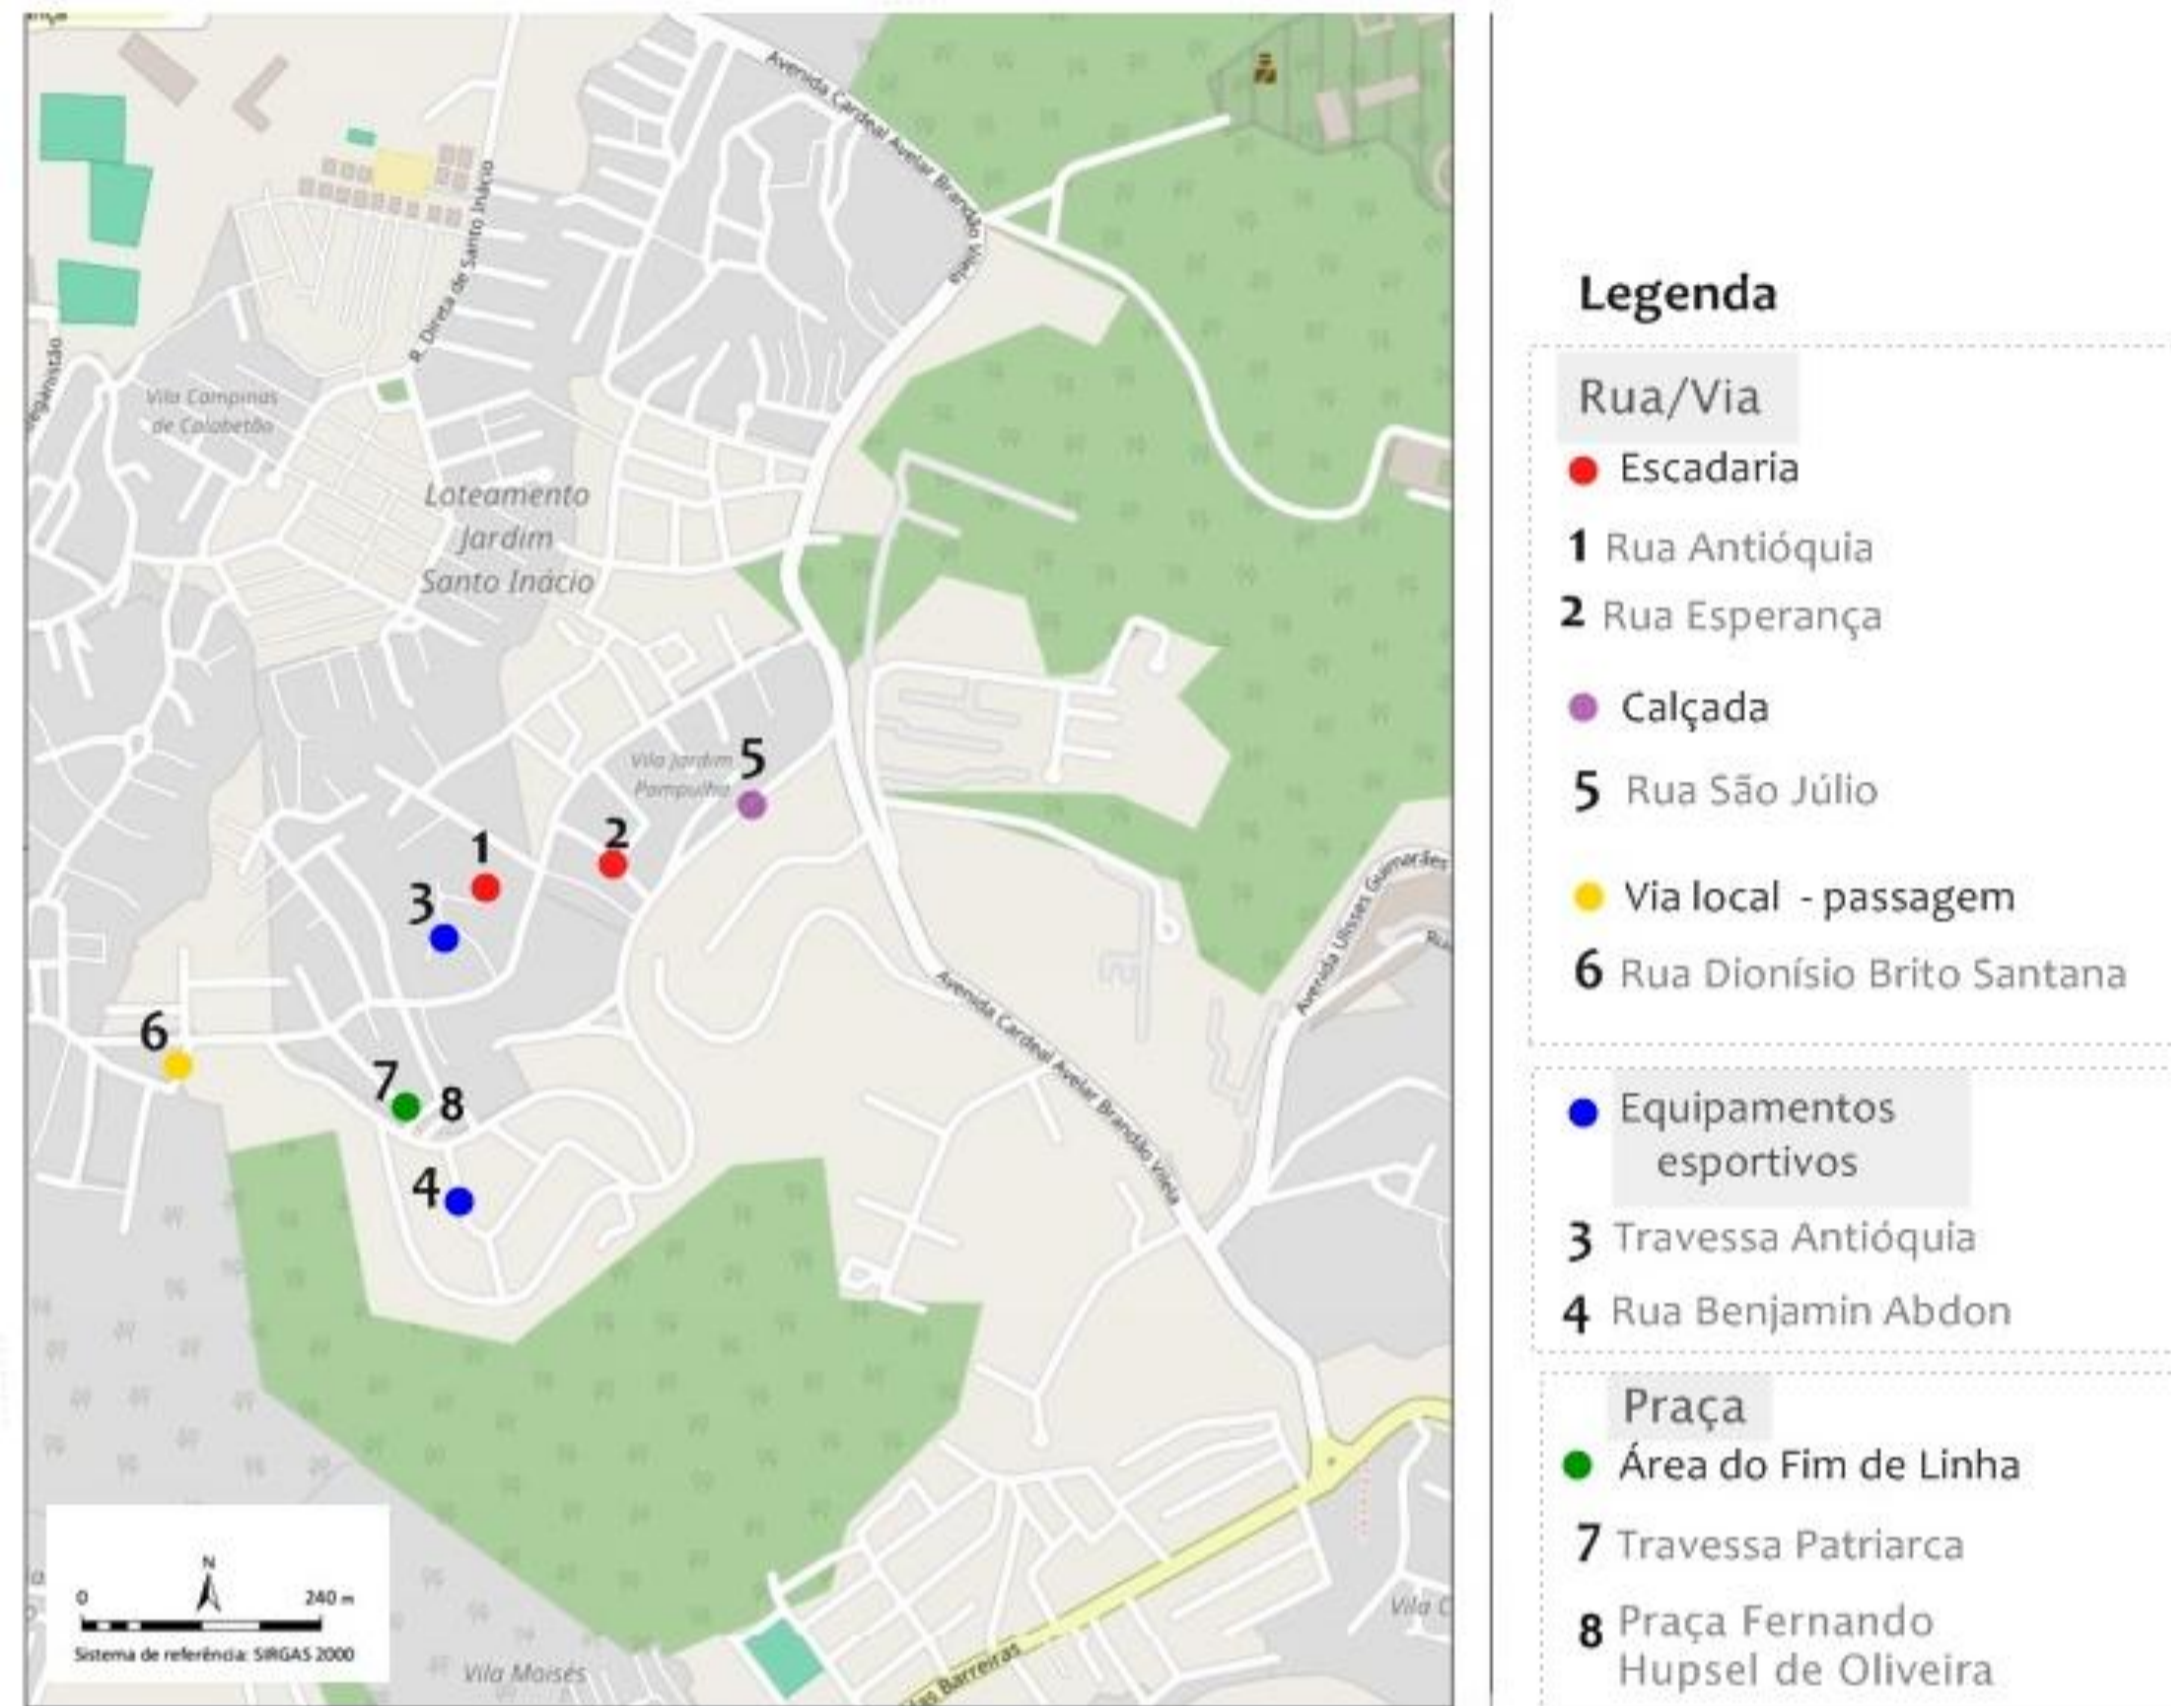 Avenida Cardeal Avelar Brandão Vilela
R. Direta de Santo Inácio
Vila Campinas
de Calabetão
Loteamento
Jardim
Santo Inácio
Vila Jardim
Pampulha
5
1
2
3
6
7
8
4
Avenida Ulisses Guimarães
Avenida Cardeal Avelar Brandão Vilela
N
0
240 m
Sistema de referência: SIRGAS 2000
Vila Moisés
das Barreiras
Vila C
Legenda
Rua/Via
Escadaria
1 Rua Antióquia
2 Rua Esperança
Calçada
5 Rua São Júlio
Via local - passagem
6 Rua Dionísio Brito Santana
Equipamentos
esportivos
3 Travessa Antióquia
4 Rua Benjamin Abdon
Praça
Área do Fim de Linha
7 Travessa Patriarca
8 Praça Fernando
Hupsel de Oliveira